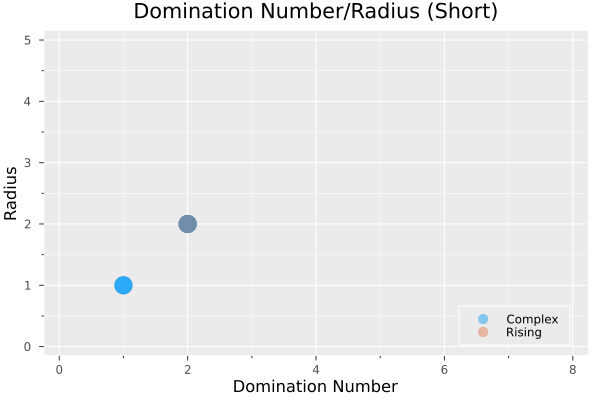 Domination Number/Radius (Short)
5
4
3
2
1
0
Radius
Complex
Rising
0
2
4
6
8
Domination Number